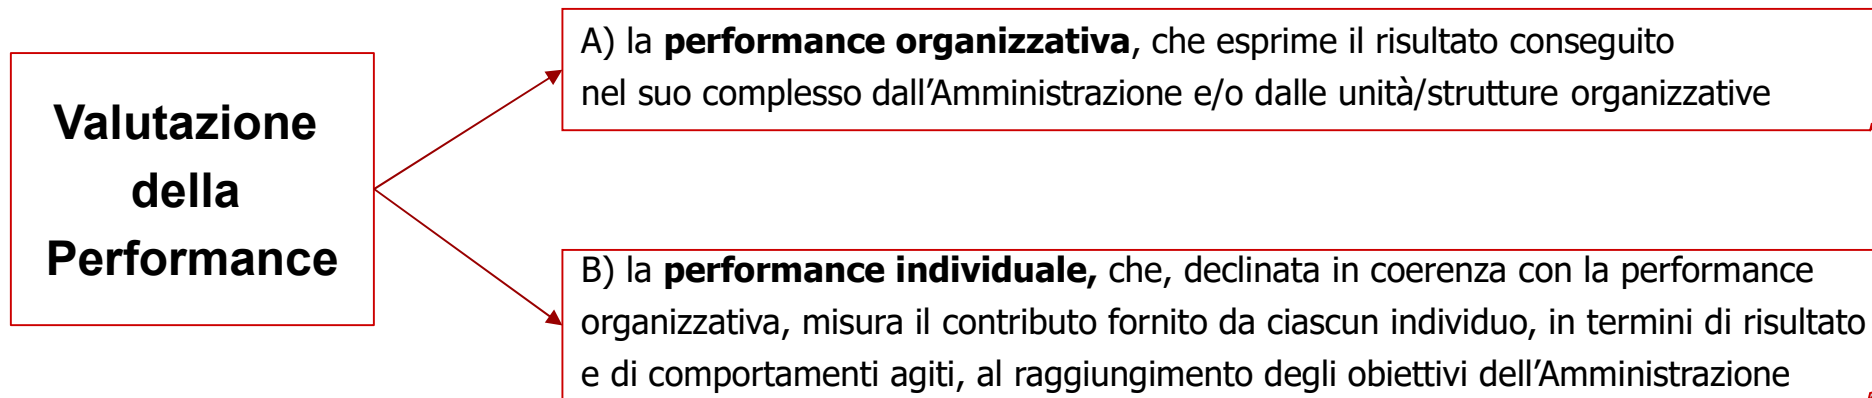 Valutazione
della
Performance
A) la performance organizzativa, che esprime il risultato conseguito
nel suo complesso dall’Amministrazione e/o dalle unità/strutture organizzative
B) la performance individuale, che, declinata in coerenza con la performance
organizzativa, misura il contributo fornito da ciascun individuo, in termini di risultato
e di comportamenti agiti, al raggiungimento degli obiettivi dell’Amministrazione